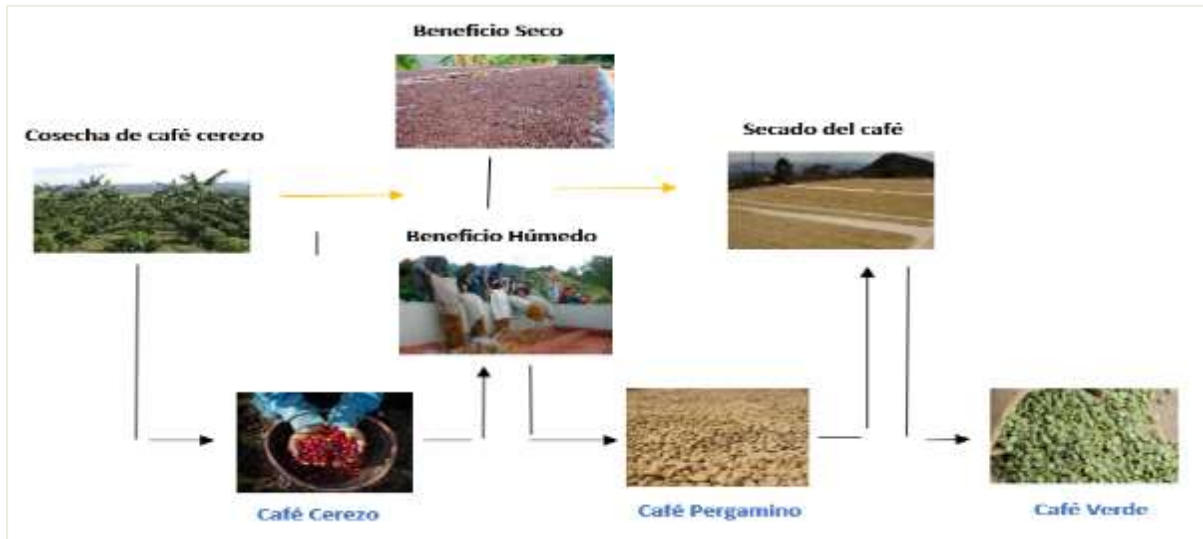 Beneficio Seco
Cosecha de café cerezo
Secado del café
Beneficio Húmedo
Café Cerezo
Café Pergamino
Café Verde